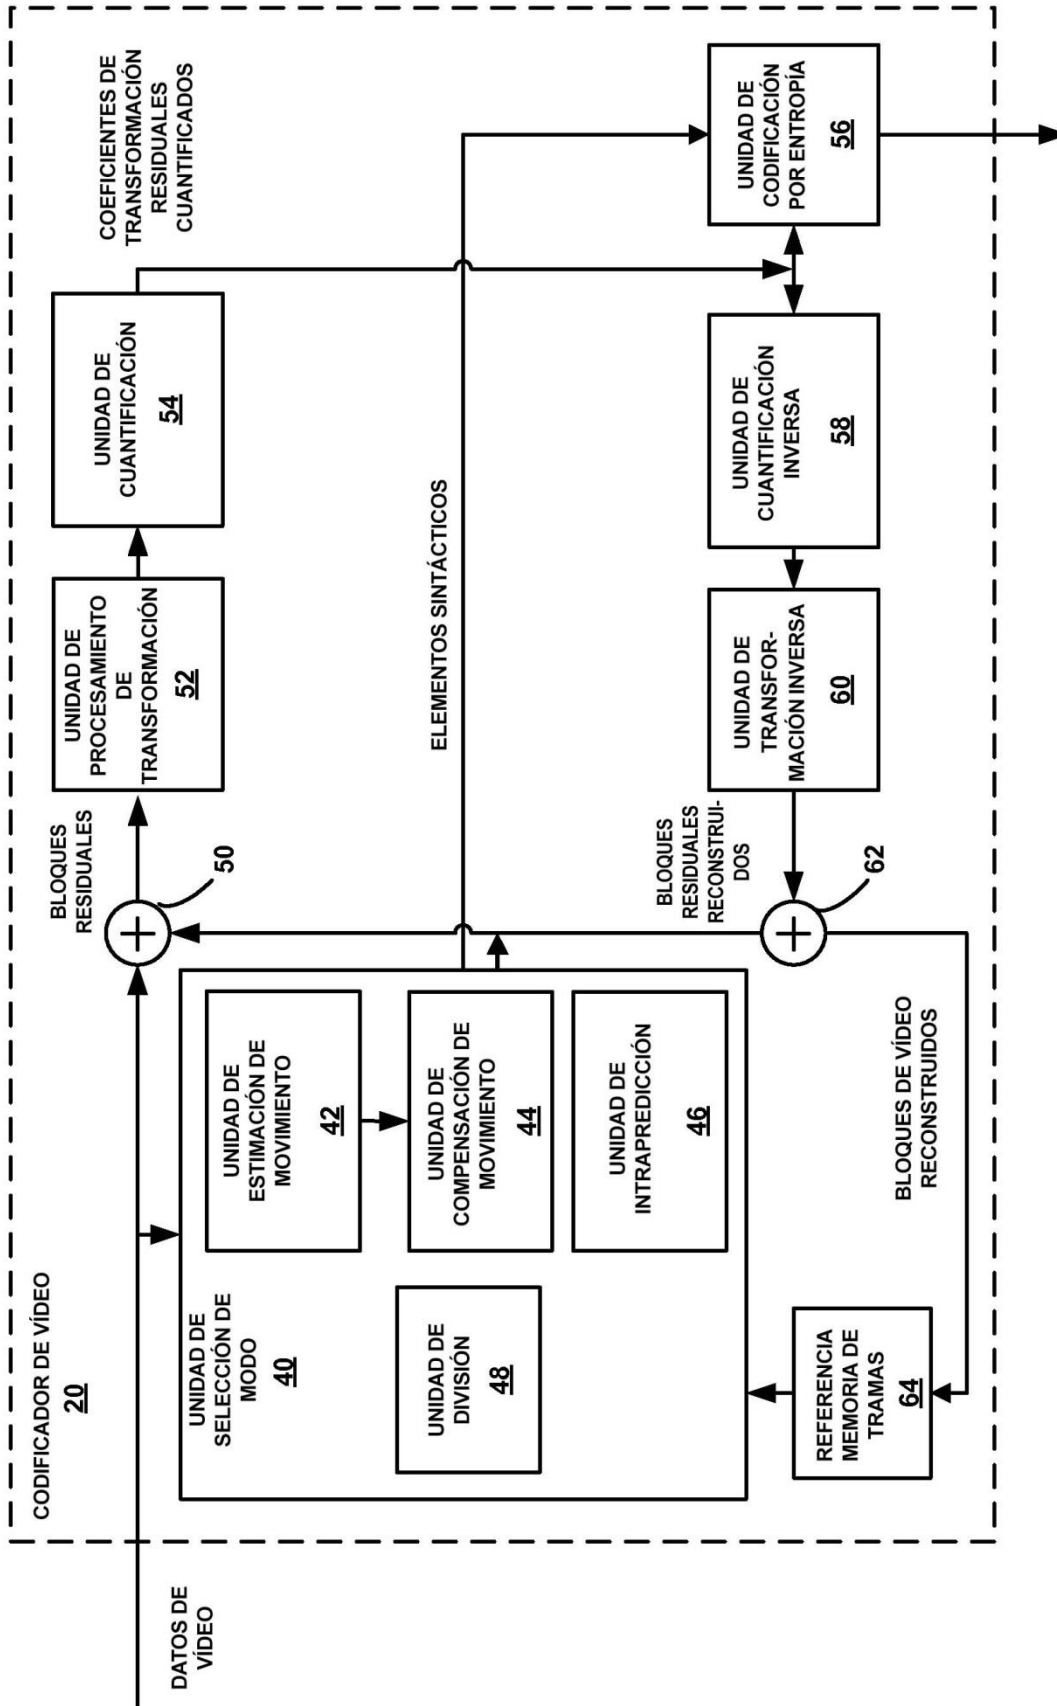 CODIFICADOR DE VÍDEO
20
DATOS DE
VÍDEO
UNIDAD DE
SELECCIÓN DE
MODO
40
UNIDAD DE
DIVISIÓN
48
UNIDAD DE
ESTIMACIÓN DE
MOVIMIENTO
42
UNIDAD DE
COMPENSACIÓN DE
MOVIMIENTO
44
UNIDAD DE
INTRAPREDICCIÓN
46
REFERENCIA
MEMORIA DE
TRAMAS
64
BLOQUES DE VÍDEO
RECONSTRUIDOS
BLOQUES
RESIDUALES
50
UNIDAD DE
PROCESAMIENTO
DE
TRANSFORMACIÓN
52
UNIDAD DE
CUANTIFICACIÓN
54
COEFICIENTES DE
TRANSFORMACIÓN
RESIDUALES
CUANTIFICADOS
ELEMENTOS SINTÁCTICOS
BLOQUES
RESIDUALES
RECONSTRUI-
DOS
62
UNIDAD DE
TRANSFOR-
MACIÓN INVERSA
60
UNIDAD DE
CUANTIFICACIÓN
INVERSA
58
UNIDAD DE
CODIFICACIÓN
POR ENTROPÍA
56